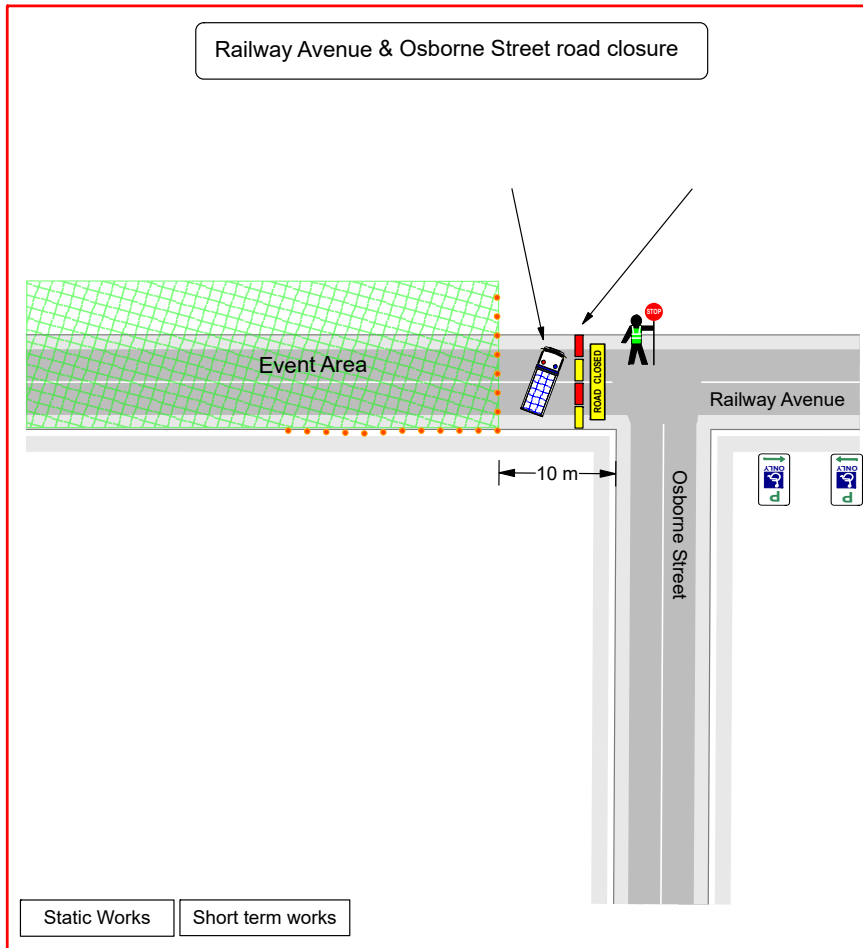 Railway Avenue & Osborne Street road closure
STOP
Event Area
ROAD CLOSED
Railway Avenue
10 m
Osborne Street
ONLY
P
ONLY
P
Static Works
Short term works